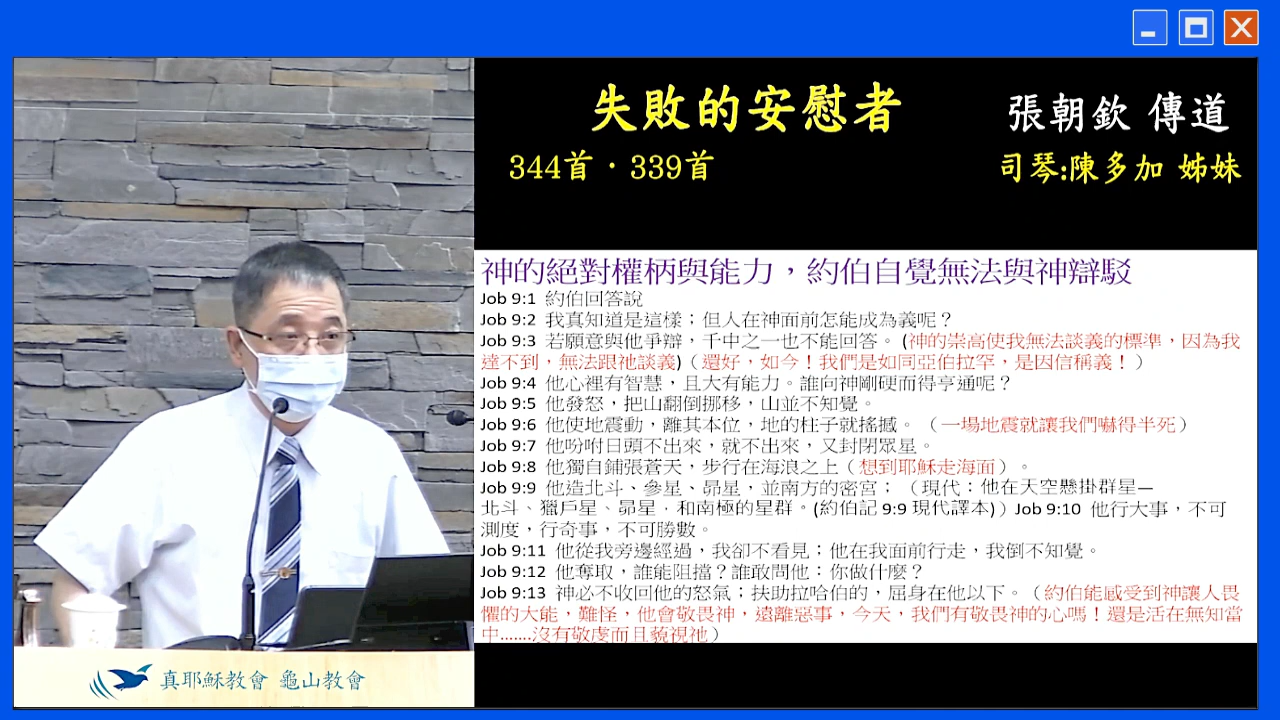 失敗的安慰者
張朝欽 傳道
344首．339首
司琴:陳多加 姊妹
神的絕對權柄與能力，約伯自覺無法與神辯駁
Job 9:1 約伯回答說
Job 9:2 我真知道是這樣；但人在神面前怎能成為義呢？
Job 9:3 若願意與他爭辯，千中之一也不能回答。(神的崇高使我無法談義的標準，因為我
達不到，無法跟祂談義)（還好，如今！我們是如同亞伯拉罕，是因信稱義！）
Job 9:4 他心裡有智慧，且大有能力。誰向神剛硬而得亨通呢？
Job 9:5 他發怒，把山翻倒挪移，山並不知覺。
Job 9:6 他使地震動，離其本位，地的柱子就搖撼。（一場地震就讓我們嚇得半死）
Job 9:7 他吩咐日頭不出來，就不出來，又封閉眾星。
Job 9:8 他獨自鋪張蒼天，步行在海浪之上（想到耶穌走海面）。
Job 9:9 他造北斗、參星、昴星，並南方的密宮；（現代：他在天空懸掛群星—
北斗、獵戶星、昴星．和南極的星群。(約伯記 9:9 現代譯本)）Job 9:10 他行大事，不可
測度，行奇事，不可勝數。
Job 9:11 他從我旁邊經過，我卻不看見；他在我面前行走，我倒不知覺。
Job 9:12 他奪取，誰能阻擋？誰敢問他：你做什麼？
Job 9:13 神必不收回他的怒氣；扶助拉哈伯的，屈身在他以下。（約伯能感受到神讓人畏
懼的大能，難怪，他會敬畏神，遠離惡事，今天，我們有敬畏神的心嗎！還是活在無知當
中.......沒有敬虔而且藐視祂）
真耶穌教會 龜山教會